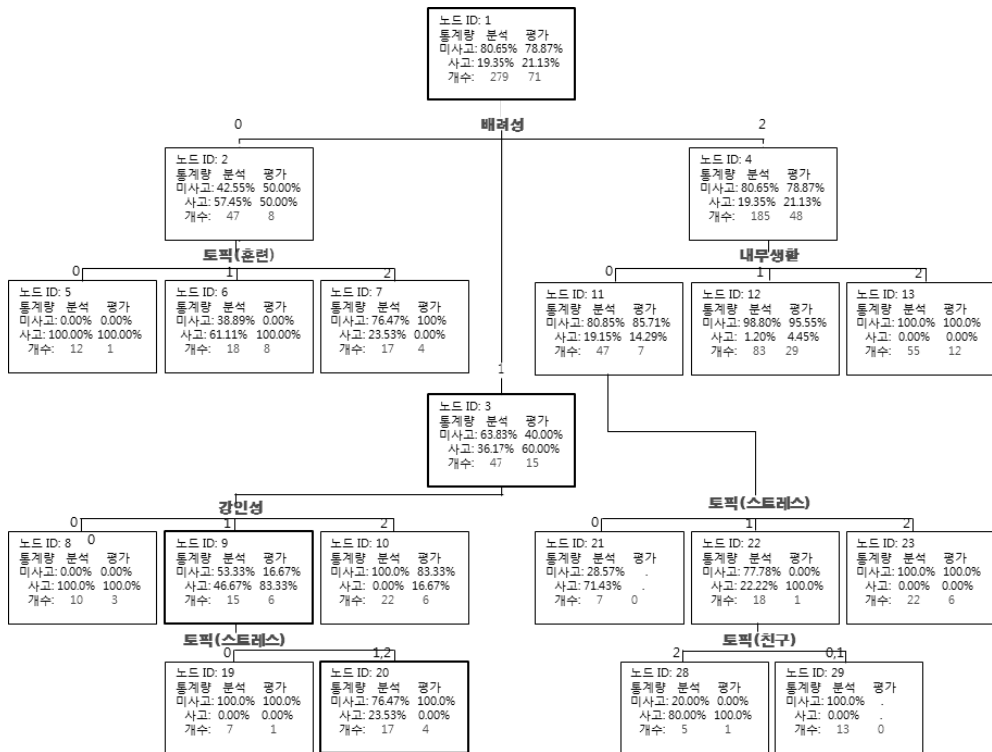 노드 ID: 1
통계량 분석 평가
미사고: 80.65% 78.87%
사고: 19.35% 21.13%
개수: 279 71
0 배려성 2
노드 ID: 2
통계량 분석 평가
미사고: 42.55% 50.00%
사고: 57.45% 50.00%
개수: 47 8
노드 ID: 4
통계량 분석 평가
미사고: 80.65% 78.87%
사고: 19.35% 21.13%
개수: 185 48
토픽(훈련)
0 1 2
내무생활
0 1 2
노드 ID: 5
통계량 분석 평가
미사고: 0.00% 0.00%
사고: 100.00% 100.00%
개수: 12 1
노드 ID: 6
통계량 분석 평가
미사고: 38.89% 0.00%
사고: 61.11% 100.00%
개수: 18 8
노드 ID: 7
통계량 분석 평가
미사고: 76.47% 100%
사고: 23.53% 0.00%
개수: 17 4
노드 ID: 11
통계량 분석 평가
미사고: 80.85% 85.71%
사고: 19.15% 14.29%
개수: 47 7
노드 ID: 12
통계량 분석 평가
미사고: 98.80% 95.55%
사고: 1.20% 4.45%
개수: 83 29
노드 ID: 13
통계량 분석 평가
미사고: 100.0% 100.0%
사고: 0.00% 0.00%
개수: 55 12
1
노드 ID: 3
통계량 분석 평가
미사고: 63.83% 40.00%
사고: 36.17% 60.00%
개수: 47 15
강인성
0 1 2
0
토픽(스트레스)
0 1 2
노드 ID: 8
통계량 분석 평가
미사고: 0.00% 0.00%
사고: 100.0% 100.0%
개수: 10 3
노드 ID: 9
통계량 분석 평가
미사고: 53.33% 16.67%
사고: 46.67% 83.33%
개수: 15 6
노드 ID: 10
통계량 분석 평가
미사고: 100.0% 83.33%
사고: 0.00% 16.67%
개수: 22 6
노드 ID: 21
통계량 분석 평가
미사고: 28.57% .
사고: 71.43% .
개수: 7 0
노드 ID: 22
통계량 분석 평가
미사고: 77.78% 0.00%
사고: 22.22% 100.0%
개수: 18 1
노드 ID: 23
통계량 분석 평가
미사고: 100.0% 100.0%
사고: 0.00% 0.00%
개수: 22 6
토픽(스트레스)
0 1,2
토픽(친구)
2 0,1
노드 ID: 19
통계량 분석 평가
미사고: 100.0% 100.0%
사고: 0.00% 0.00%
개수: 7 1
노드 ID: 20
통계량 분석 평가
미사고: 76.47% 100.0%
사고: 23.53% 0.00%
개수: 17 4
노드 ID: 28
통계량 분석 평가
미사고: 20.00% 0.00%
사고: 80.00% 100.0%
개수: 5 1
노드 ID: 29
통계량 분석 평가
미사고: 100.0% .
사고: 0.00% .
개수: 13 0